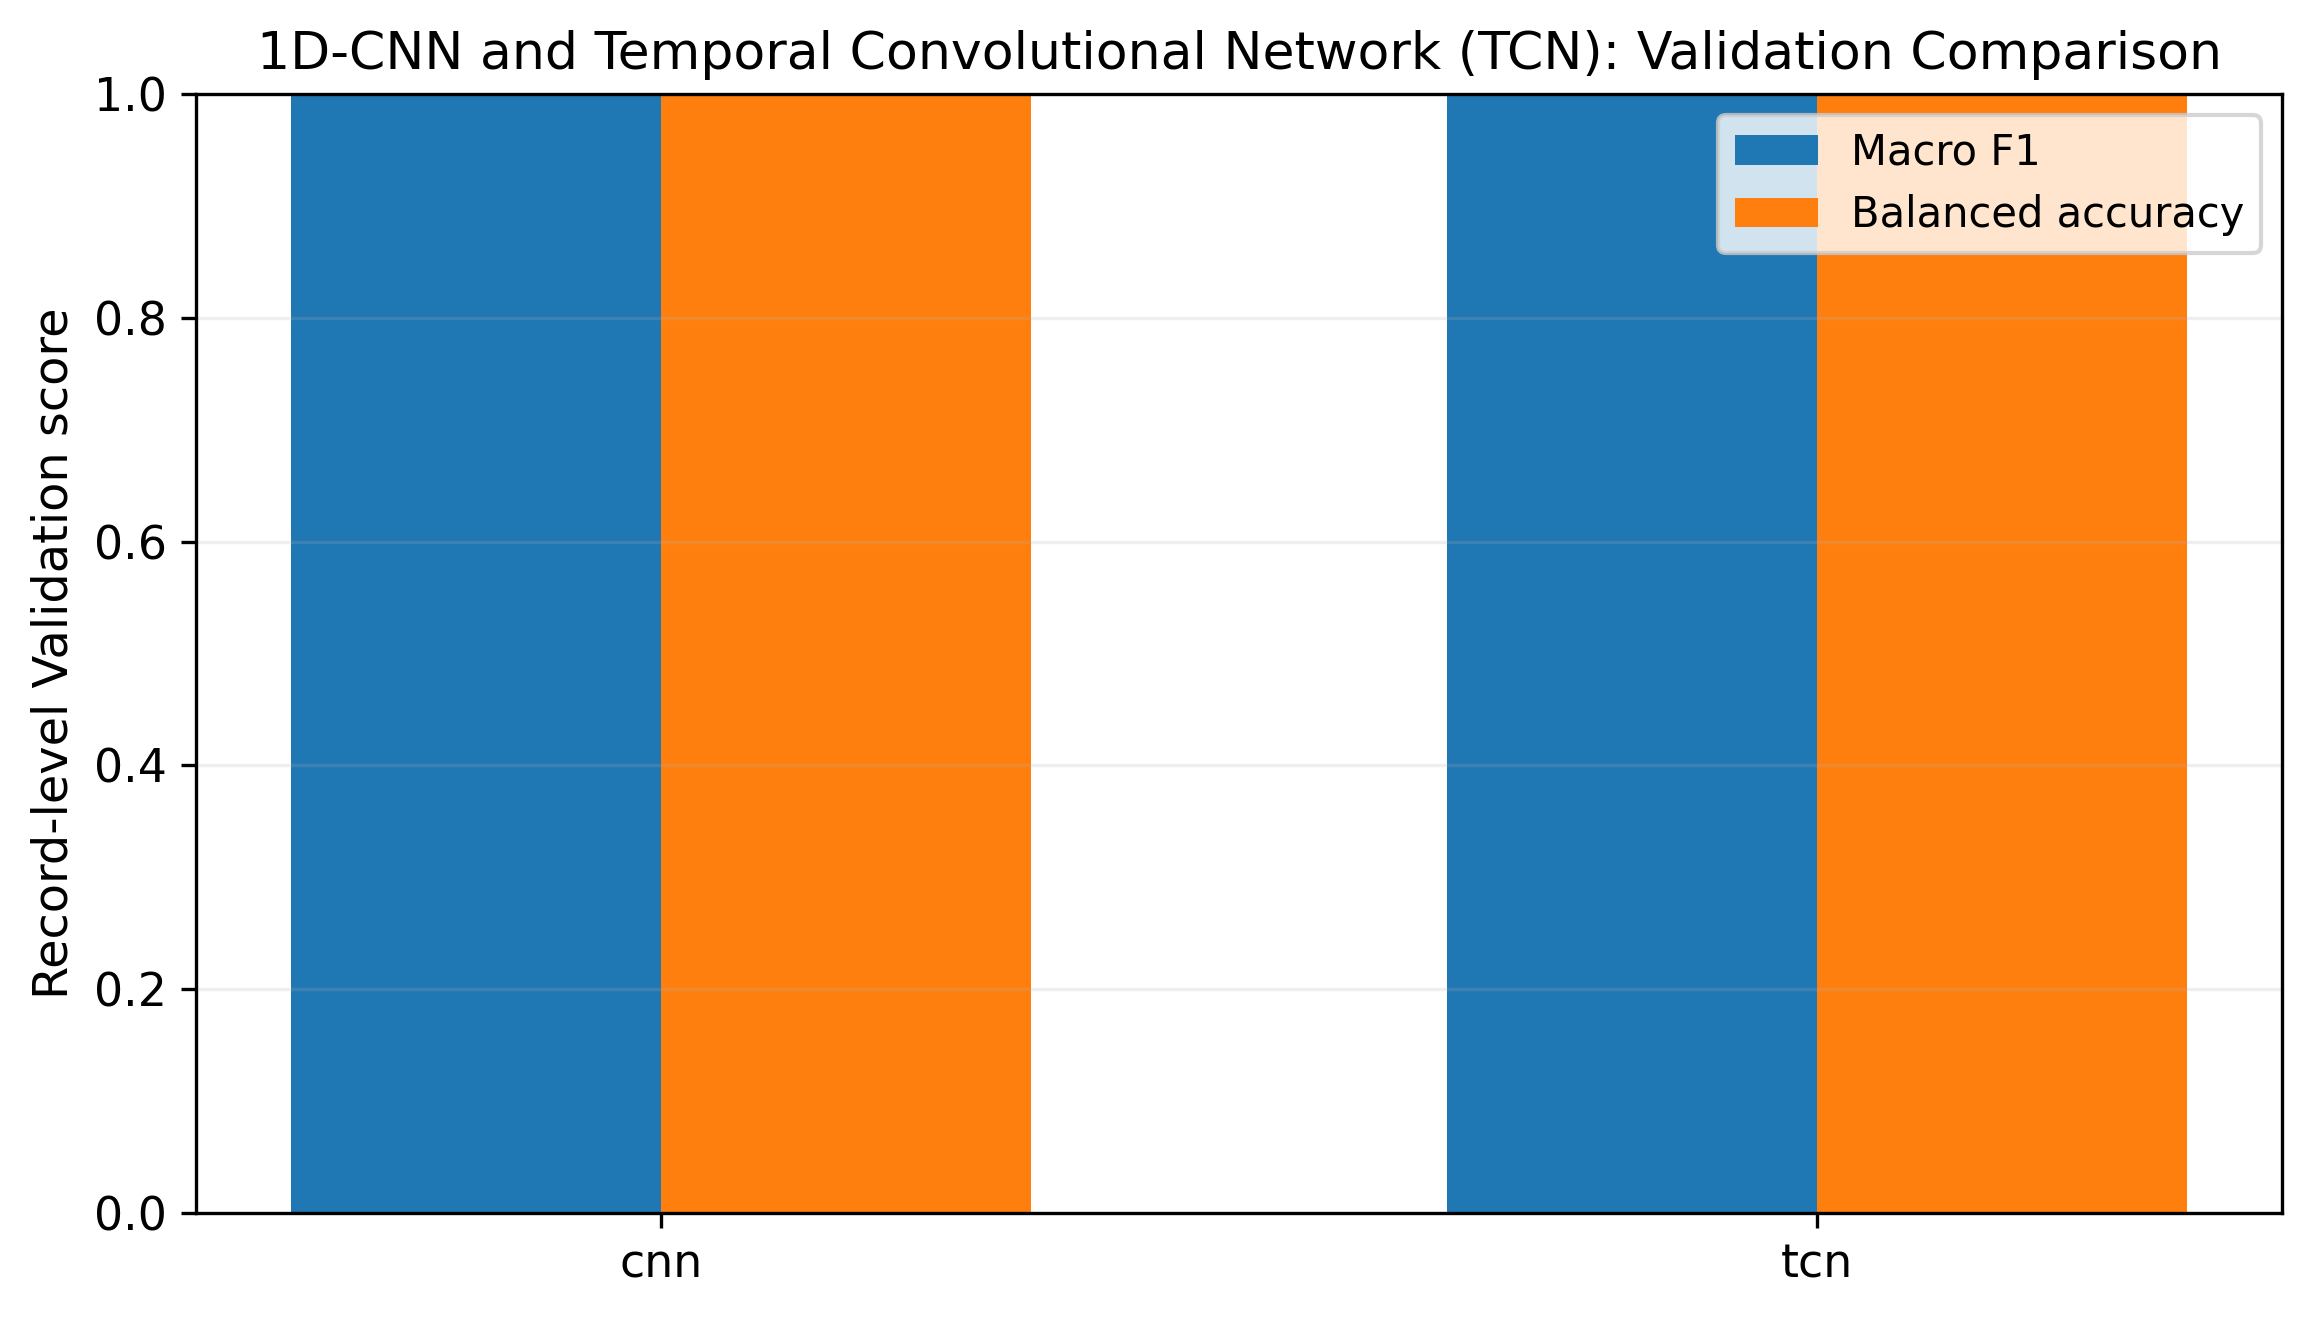 1D-CNN and Temporal Convolutional Network (TCN): Validation Comparison
Record-level Validation score
1.0
0.8
0.6
0.4
0.2
0.0
Macro F1
Balanced accuracy
cnn
tcn